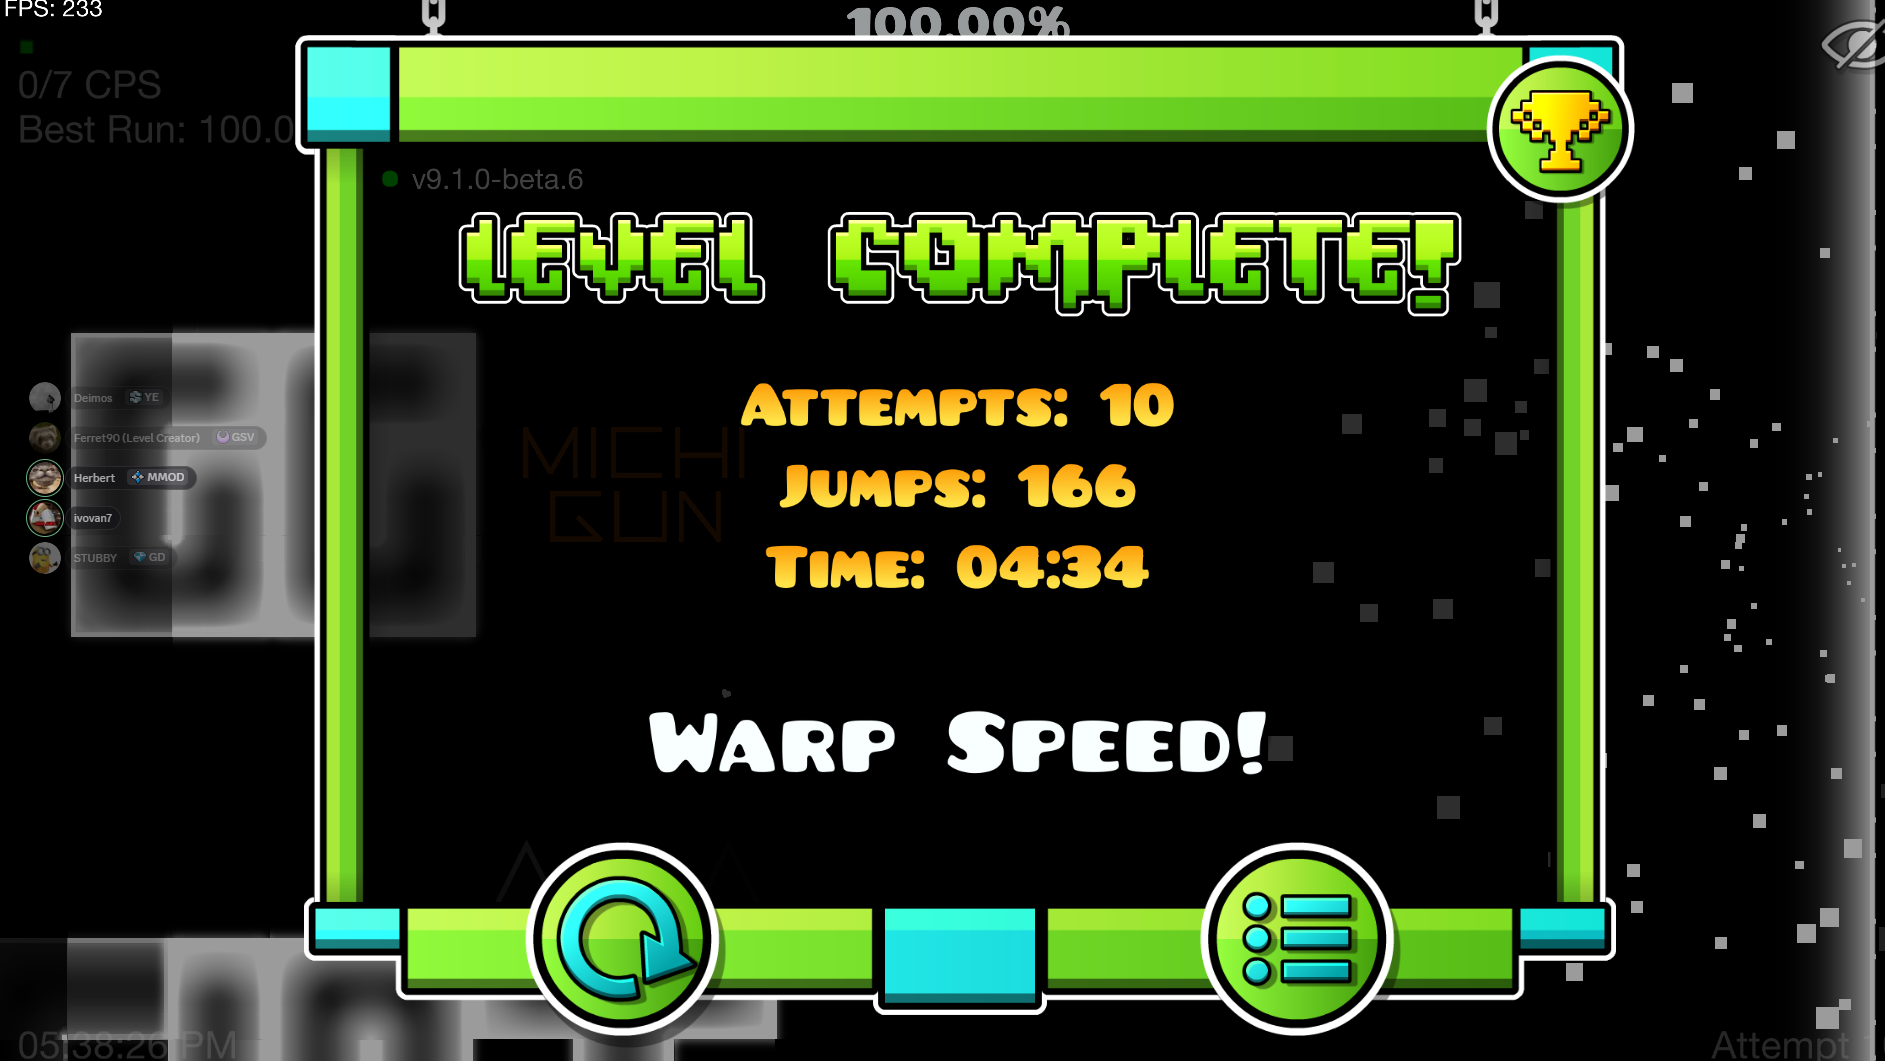 FPS: 233
100.00%
0/7 CPS
Best Run: 100.0
v9.1.0-beta.6
LEVEL COMPLETE!
ATTEMPTS: 10
JUMPS: 166
TIME: 04:34
Deimos YE
Ferret90 (Level Creator) GSV
Herbert MMOD
ivovan7
STUBBY GD
MICHI
GUN
WARP SPEED!
05:38:26 PM
Attempt